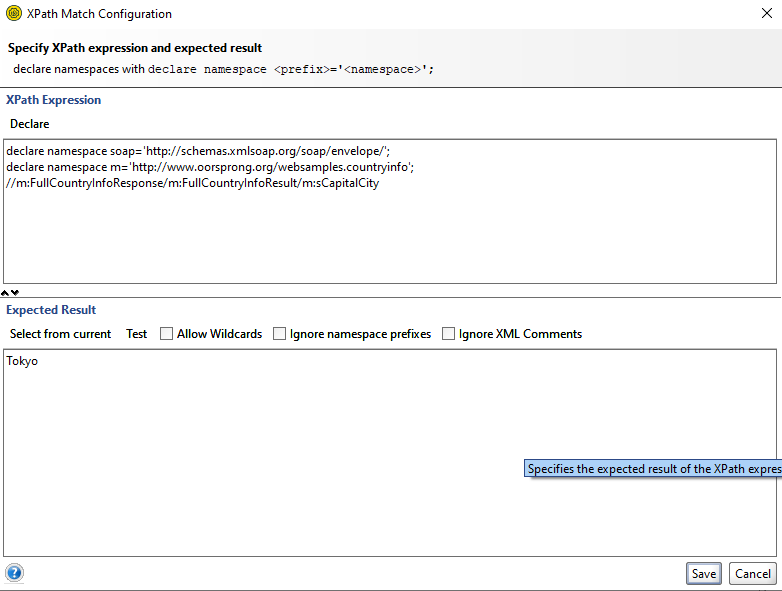 XPath Match Configuration
Specify XPath expression and expected result
declare namespaces with declare namespace <prefix>='<namespace>';
XPath Expression
Declare
declare namespace soap='http://schemas.xmlsoap.org/soap/envelope/';
declare namespace m='http://www.oorsprong.org/websamples.countryinfo';
//m:FullCountryInfoResponse/m:FullCountryInfoResult/m:sCapitalCity
Expected Result
Select from current Test Allow Wildcards Ignore namespace prefixes Ignore XML Comments
Tokyo
Specifies the expected result of the XPath expres
? Save Cancel